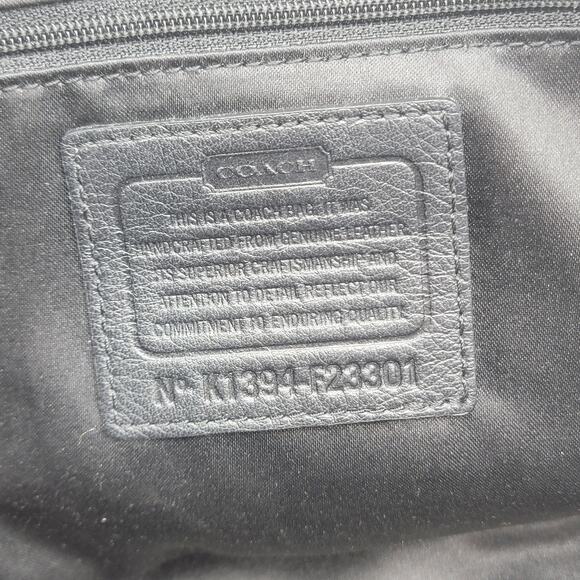 COACH
THIS IS A COACH BAG. IT WAS
HANDCRAFTED FROM GENUINE LEATHER.
ITS SUPERIOR CRAFTSMANSHIP AND
ATTENTION TO DETAIL REFLECT OUR
COMMITMENT TO ENDURING QUALITY.
Nº K1394-F23301